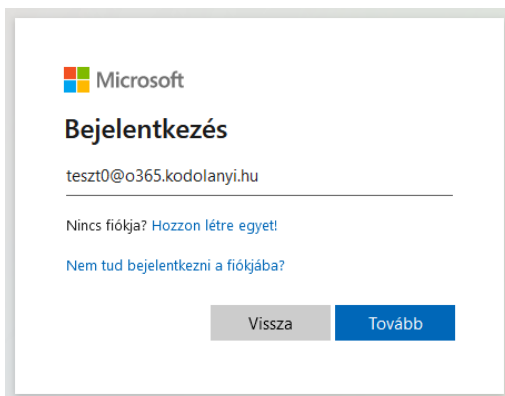 Microsoft
Bejelentkezés
teszt0@o365.kodolanyi.hu
Nincs fiókja? Hozzon létre egyet!
Nem tud bejelentkezni a fiókjába?
Vissza Tovább